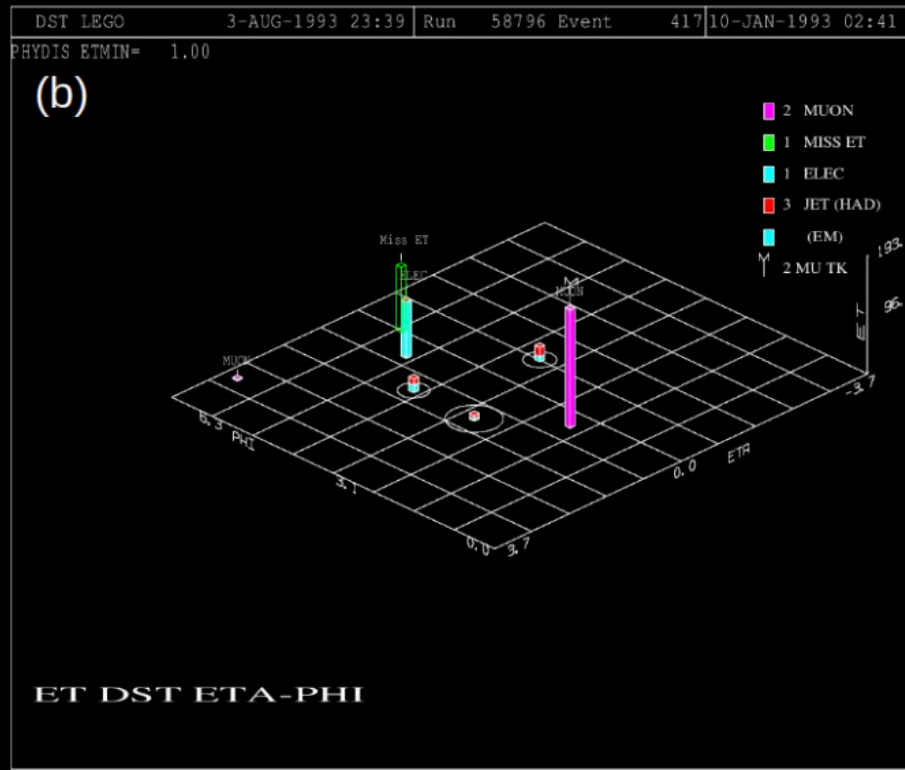 DST LEGO 3-AUG-1993 23:39 Run 58796 Event 417 10-JAN-1993 02:41
PHYDIS ETMIN= 1.00
(b)
2 MUON
1 MISS ET
1 ELEC
3 JET (HAD)
(EM)
2 MU TK
Miss ET
ELEC
MUON
MUON
193.
96.
ET
-3.7
6.3 PHI
3.1
0.0
0.0 ETA
3.7
ET DST ETA-PHI